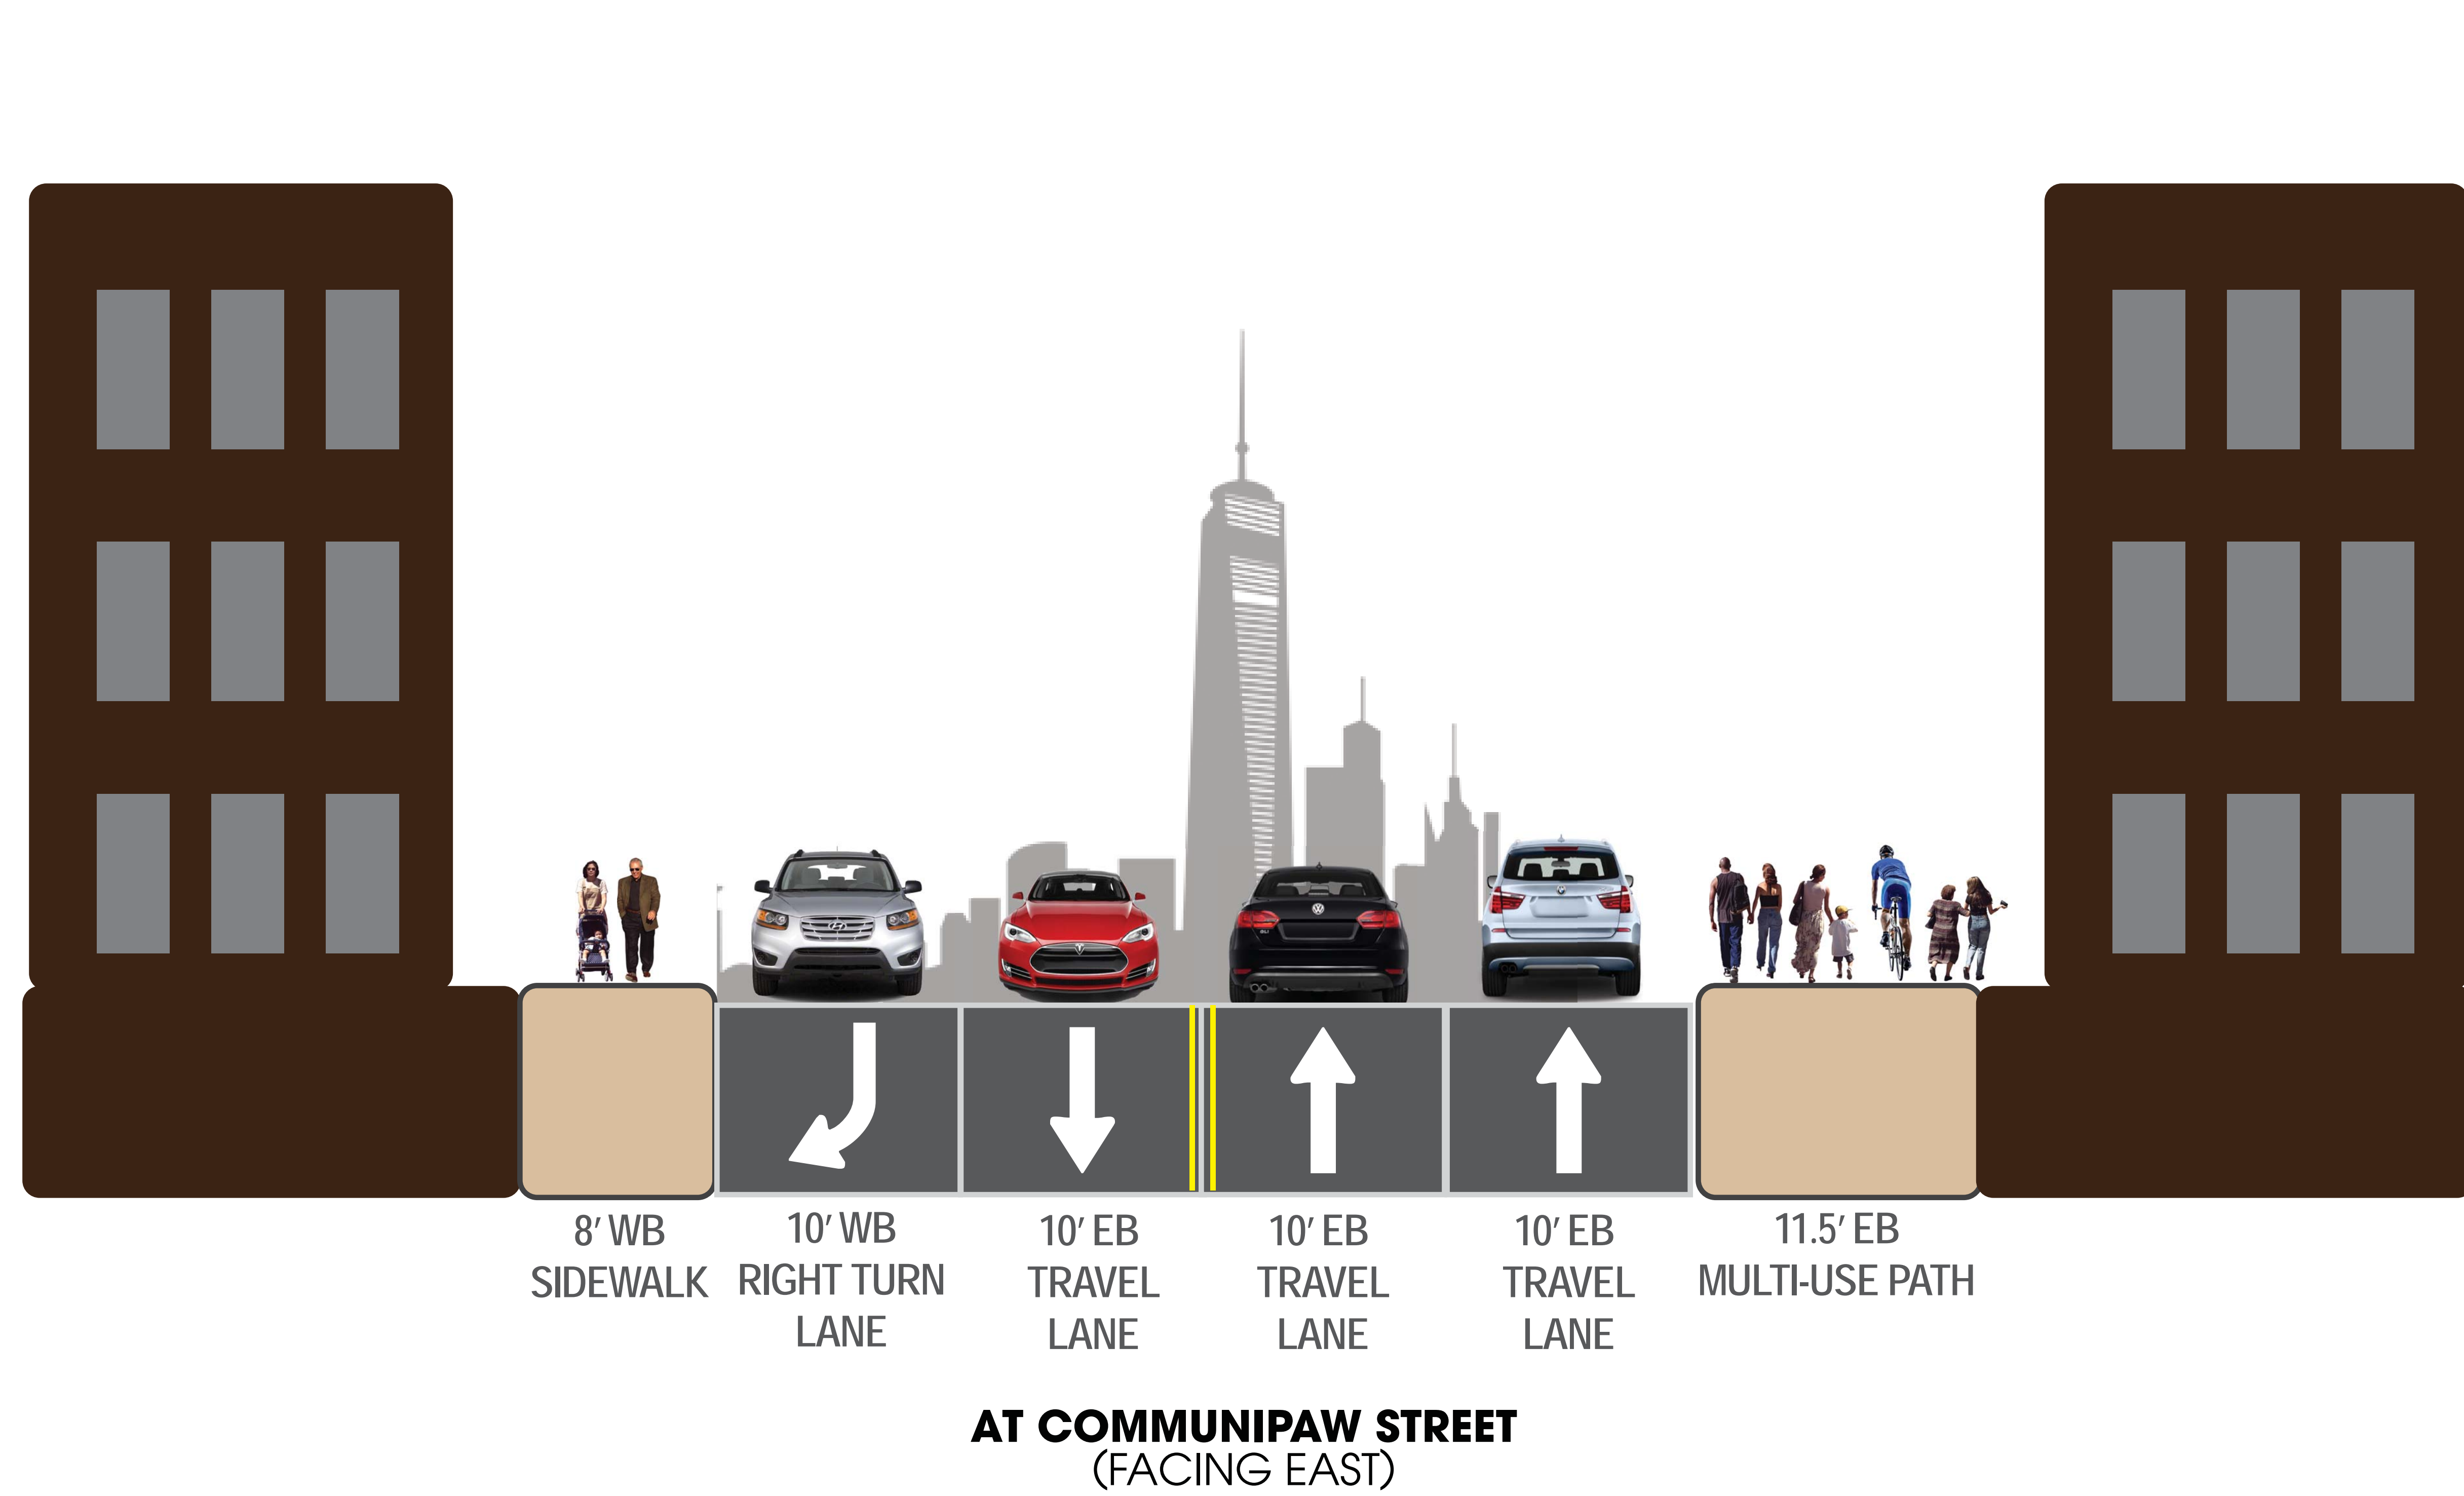 8’ WB
SIDEWALK
10’ WB
RIGHT TURN
LANE
10’ EB
TRAVEL
LANE
10’ EB
TRAVEL
LANE
10’ EB
TRAVEL
LANE
11.5’ EB
MULTI-USE PATH
AT COMMUNIPAW STREET
(FACING EAST)